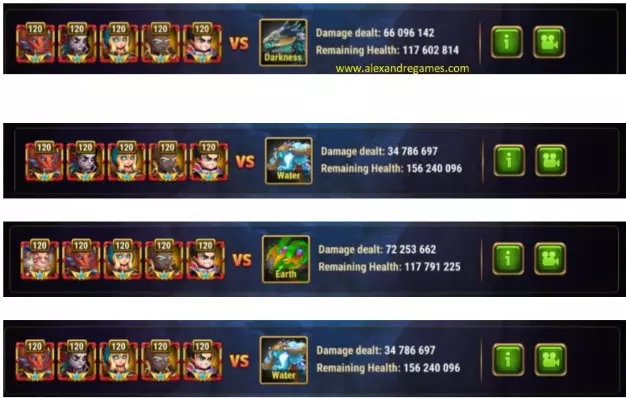 120 120 120 120 120
VS
Darkness
Damage dealt: 66 096 142
Remaining Health: 117 602 814
www.alexandregames.com
120 120 120 120 120
VS
Water
Damage dealt: 34 786 697
Remaining Health: 156 240 096
120 120 120 120 120
VS
Earth
Damage dealt: 72 253 662
Remaining Health: 117 791 225
120 120 120 120 120
VS
Water
Damage dealt: 34 786 697
Remaining Health: 156 240 096